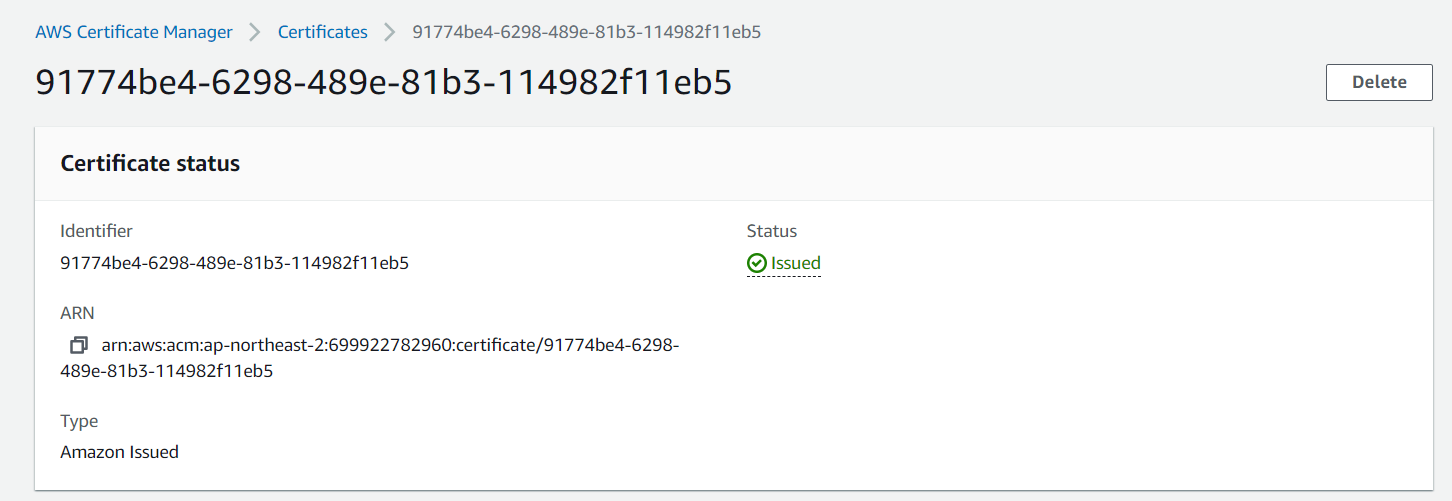 AWS Certificate Manager > Certificates > 91774be4-6298-489e-81b3-114982f11eb5
91774be4-6298-489e-81b3-114982f11eb5
Delete
Certificate status
Identifier
91774be4-6298-489e-81b3-114982f11eb5
Status
Issued
ARN
arn:aws:acm:ap-northeast-2:699922782960:certificate/91774be4-6298-
489e-81b3-114982f11eb5
Type
Amazon Issued